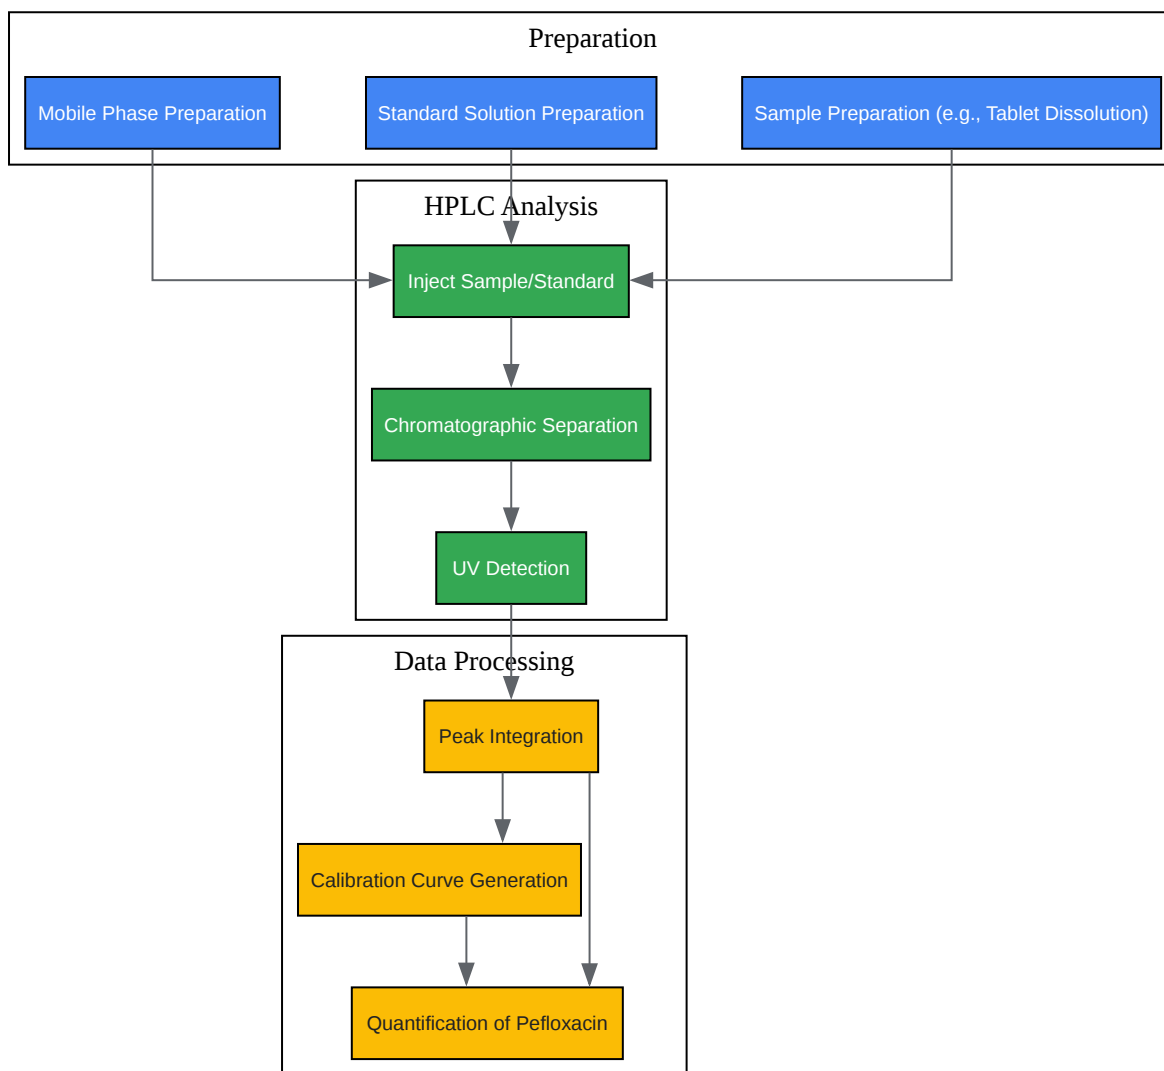 Preparation
Mobile Phase Preparation
Standard Solution Preparation
Sample Preparation (e.g., Tablet Dissolution)
HPLC Analysis
Inject Sample/Standard
Chromatographic Separation
UV Detection
Data Processing
Peak Integration
Calibration Curve Generation
Quantification of Pefloxacin